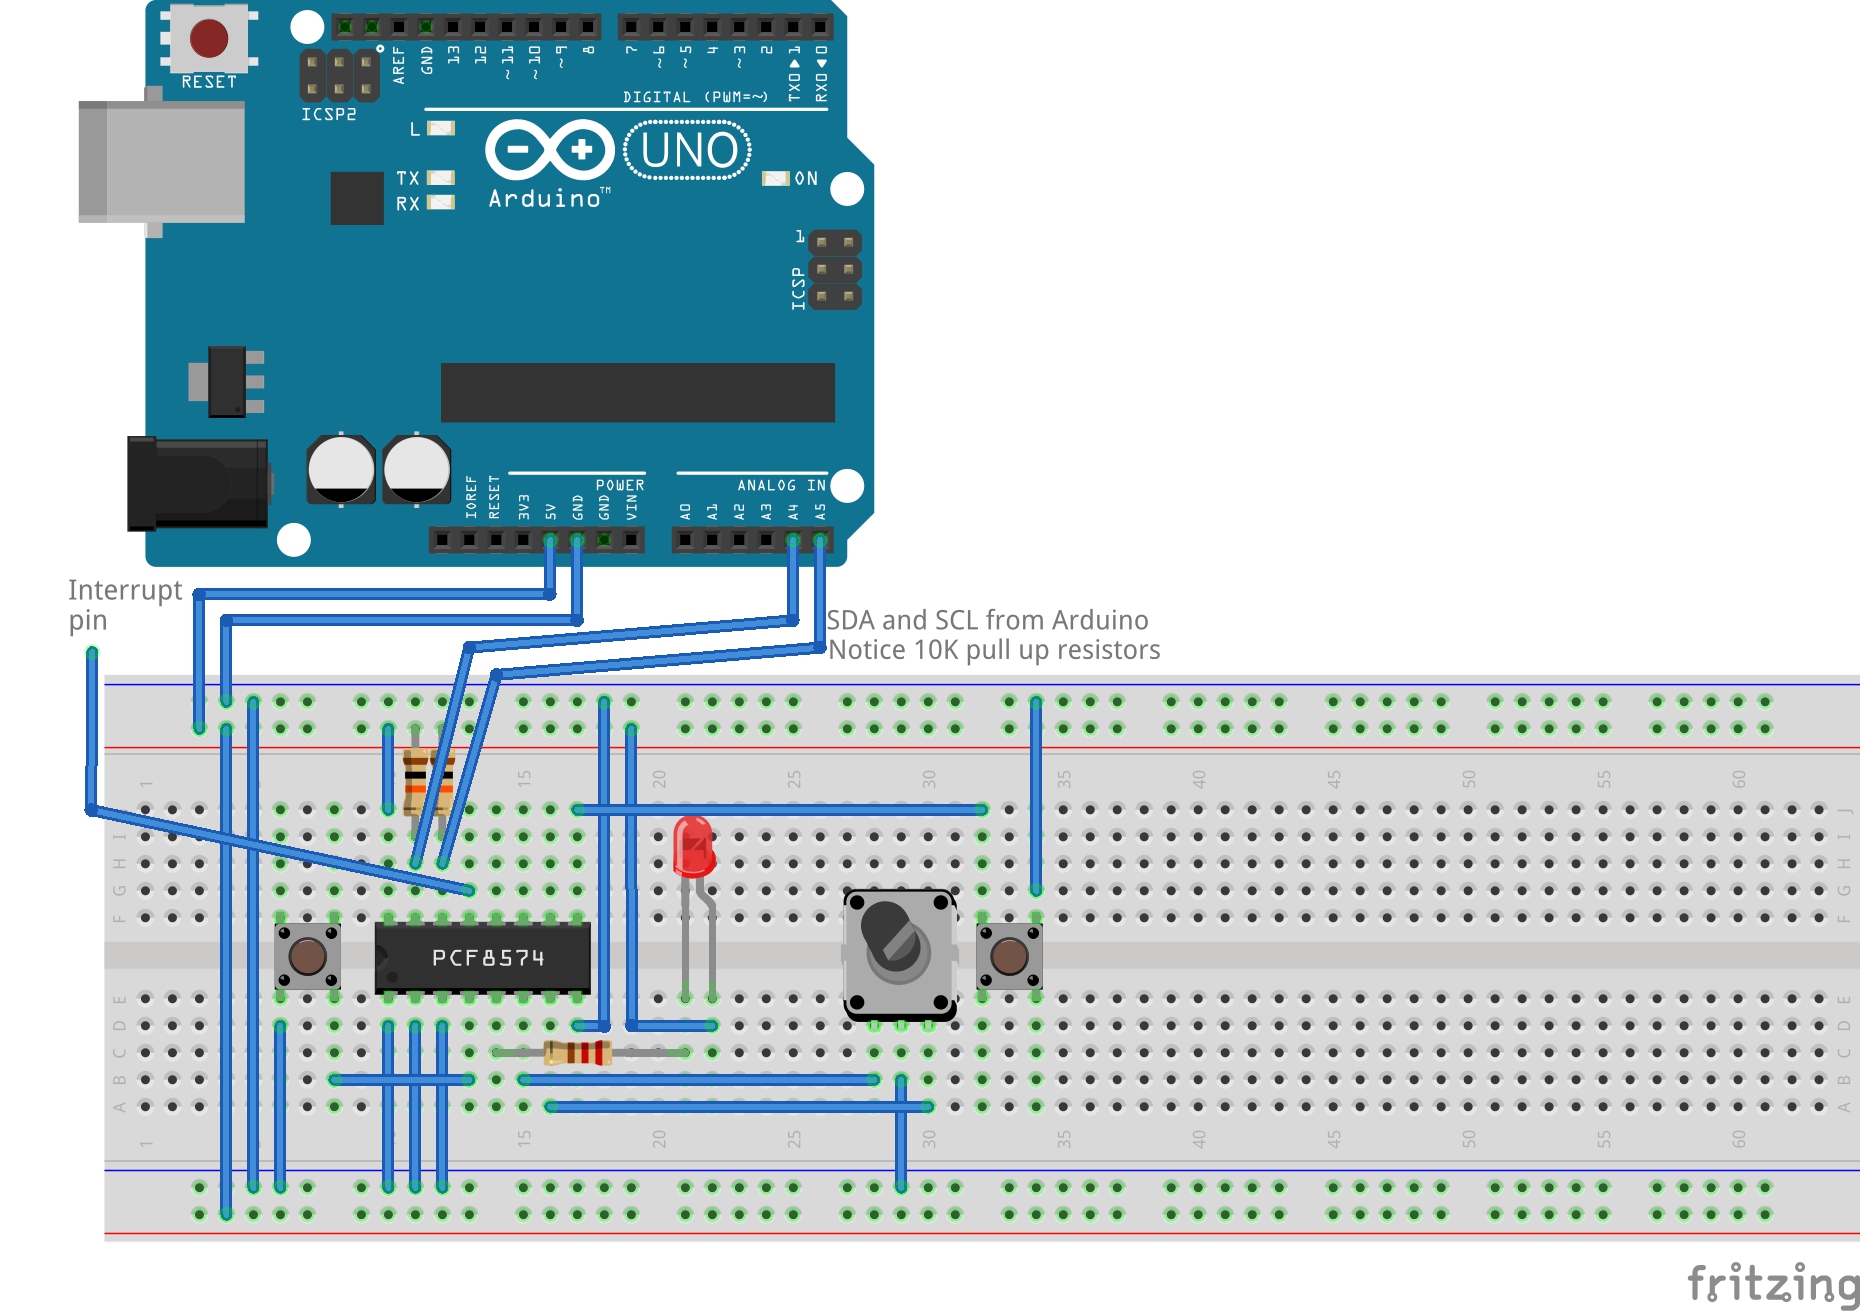 RESET
ICSP2
AREF
GND
13
12
~11
~10
~9
8
7
~6
~5
4
~3
2
TX0▶1
RX0◀0
DIGITAL (PWM=~)
L
TX
RX
UNO
Arduino™
ON
1
ICSP
IOREF
RESET
3V3
5V
GND
GND
VIN
POWER
A0
A1
A2
A3
A4
A5
ANALOG IN
Interrupt
pin
SDA and SCL from Arduino
Notice 10K pull up resistors
1
15
20
25
30
35
40
45
50
55
60
J
I
H
G
F
J
I
H
G
F
PCF8574
E
D
C
B
A
E
D
C
B
A
1
15
20
25
30
35
40
45
50
55
60
fritzing